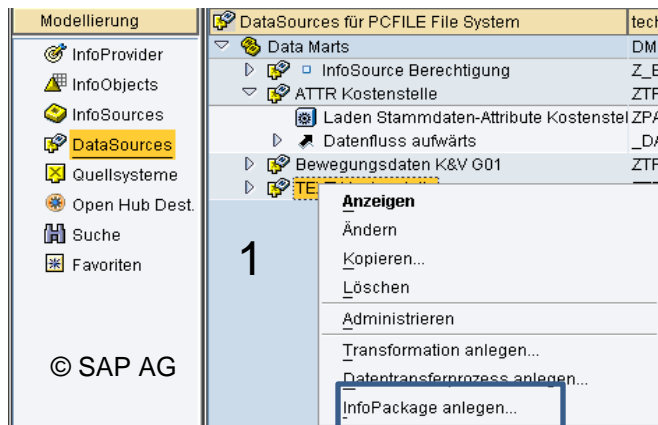 Modellierung
InfoProvider
InfoObjects
InfoSources
DataSources
Quellsysteme
Open Hub Dest.
Suche
Favoriten
© SAP AG
DataSources für PCFILE File System
Data Marts DM
InfoSource Berechtigung
ATTR Kostenstelle
Laden Stammdaten-Attribute
Datenfluss aufwärts
Bewegungsdaten K&V G01
1
Anzeigen
Ändern
Kopieren...
Löschen
Administrieren
Transformation anlegen...
Datentransferprozess anlegen...
InfoPackage anlegen...